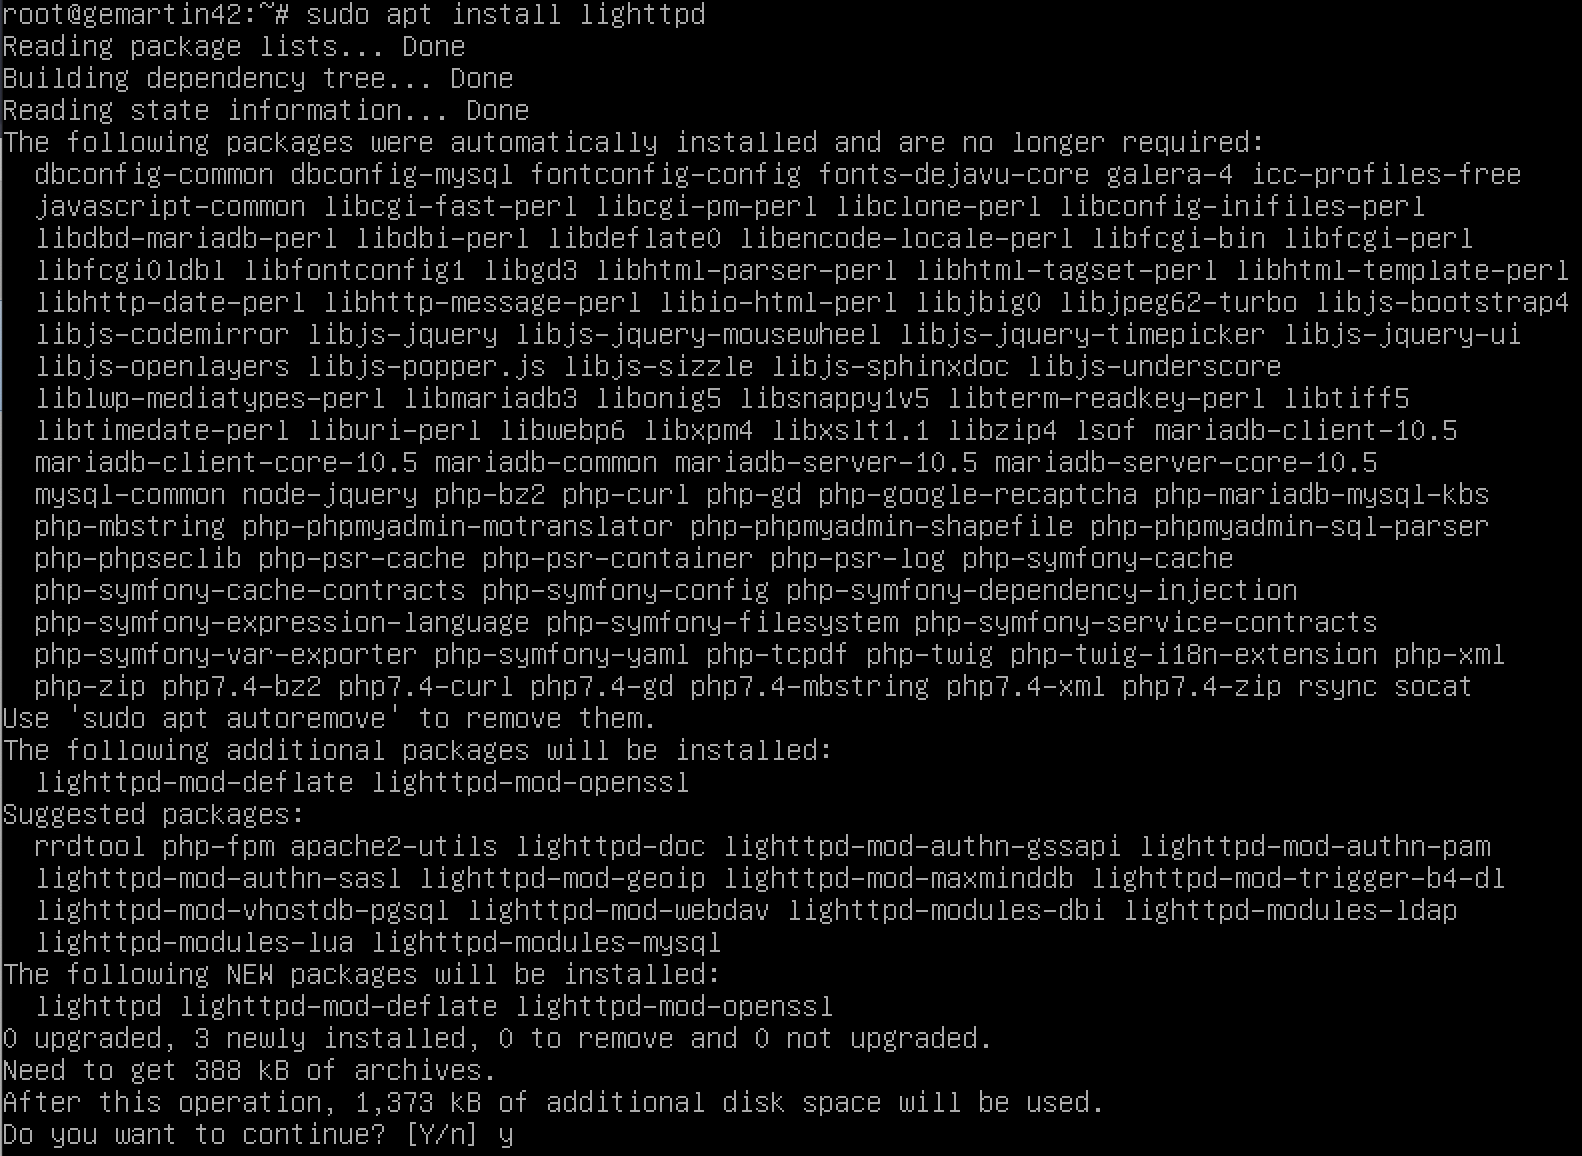 root@gemartin42:~# sudo apt install lighttpd
Reading package lists... Done
Building dependency tree... Done
Reading state information... Done
The following packages were automatically installed and are no longer required:
  dbconfig-common dbconfig-mysql fontconfig-config fonts-dejavu-core galera-4 icc-profiles-free
  javascript-common libcgi-fast-perl libcgi-pm-perl libclone-perl libconfig-inifiles-perl
  libdbd-mariadb-perl libdbi-perl libdeflate0 libencode-locale-perl libfcgi-bin libfcgi-perl
  libfcgi0ldbl libfontconfig1 libgd3 libhtml-parser-perl libhtml-tagset-perl libhtml-template-perl
  libhttp-date-perl libhttp-message-perl libio-html-perl libjbig0 libjpeg62-turbo libjs-bootstrap4
  libjs-codemirror libjs-jquery libjs-jquery-mousewheel libjs-jquery-timepicker libjs-jquery-ui
  libjs-openlayers libjs-popper.js libjs-sizzle libjs-sphinxdoc libjs-underscore
  liblwp-mediatypes-perl libmariadb3 libonig5 libsnappy1v5 libterm-readkey-perl libtiff5
  libtimedate-perl liburi-perl libwebp6 libxpm4 libxslt1.1 libzip4 lsof mariadb-client-10.5
  mariadb-client-core-10.5 mariadb-common mariadb-server-10.5 mariadb-server-core-10.5
  mysql-common node-jquery php-bz2 php-curl php-gd php-google-recaptcha php-mariadb-mysql-kbs
  php-mbstring php-phpmyadmin-motranslator php-phpmyadmin-shapefile php-phpmyadmin-sql-parser
  php-phpseclib php-psr-cache php-psr-container php-psr-log php-symfony-cache
  php-symfony-cache-contracts php-symfony-config php-symfony-dependency-injection
  php-symfony-expression-language php-symfony-filesystem php-symfony-service-contracts
  php-symfony-var-exporter php-symfony-yaml php-tcpdf php-twig php-twig-i18n-extension php-xml
  php-zip php7.4-bz2 php7.4-curl php7.4-gd php7.4-mbstring php7.4-xml php7.4-zip rsync socat
Use 'sudo apt autoremove' to remove them.
The following additional packages will be installed:
  lighttpd-mod-deflate lighttpd-mod-openssl
Suggested packages:
  rrdtool php-fpm apache2-utils lighttpd-doc lighttpd-mod-authn-gssapi lighttpd-mod-authn-pam
  lighttpd-mod-authn-sasl lighttpd-mod-geoip lighttpd-mod-maxminddb lighttpd-mod-trigger-b4-dl
  lighttpd-mod-vhostdb-pgsql lighttpd-mod-webdav lighttpd-modules-dbi lighttpd-modules-ldap
  lighttpd-modules-lua lighttpd-modules-mysql
The following NEW packages will be installed:
  lighttpd lighttpd-mod-deflate lighttpd-mod-openssl
0 upgraded, 3 newly installed, 0 to remove and 0 not upgraded.
Need to get 388 kB of archives.
After this operation, 1,373 kB of additional disk space will be used.
Do you want to continue? [Y/n] y